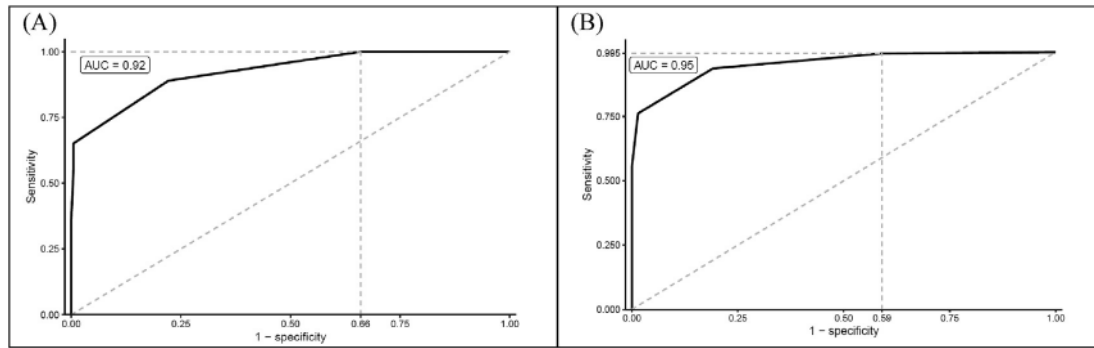 (A)
1.00
AUC = 0.92
0.75
Sensitivity
0.50
0.25
0.00
0.00 0.25 0.50 0.66 0.75 1.00
1 − specificity
(B)
0.985
AUC = 0.95
0.750
Sensitivity
0.500
0.250
0.000
0.00 0.25 0.50 0.59 0.75 1.00
1 − specificity